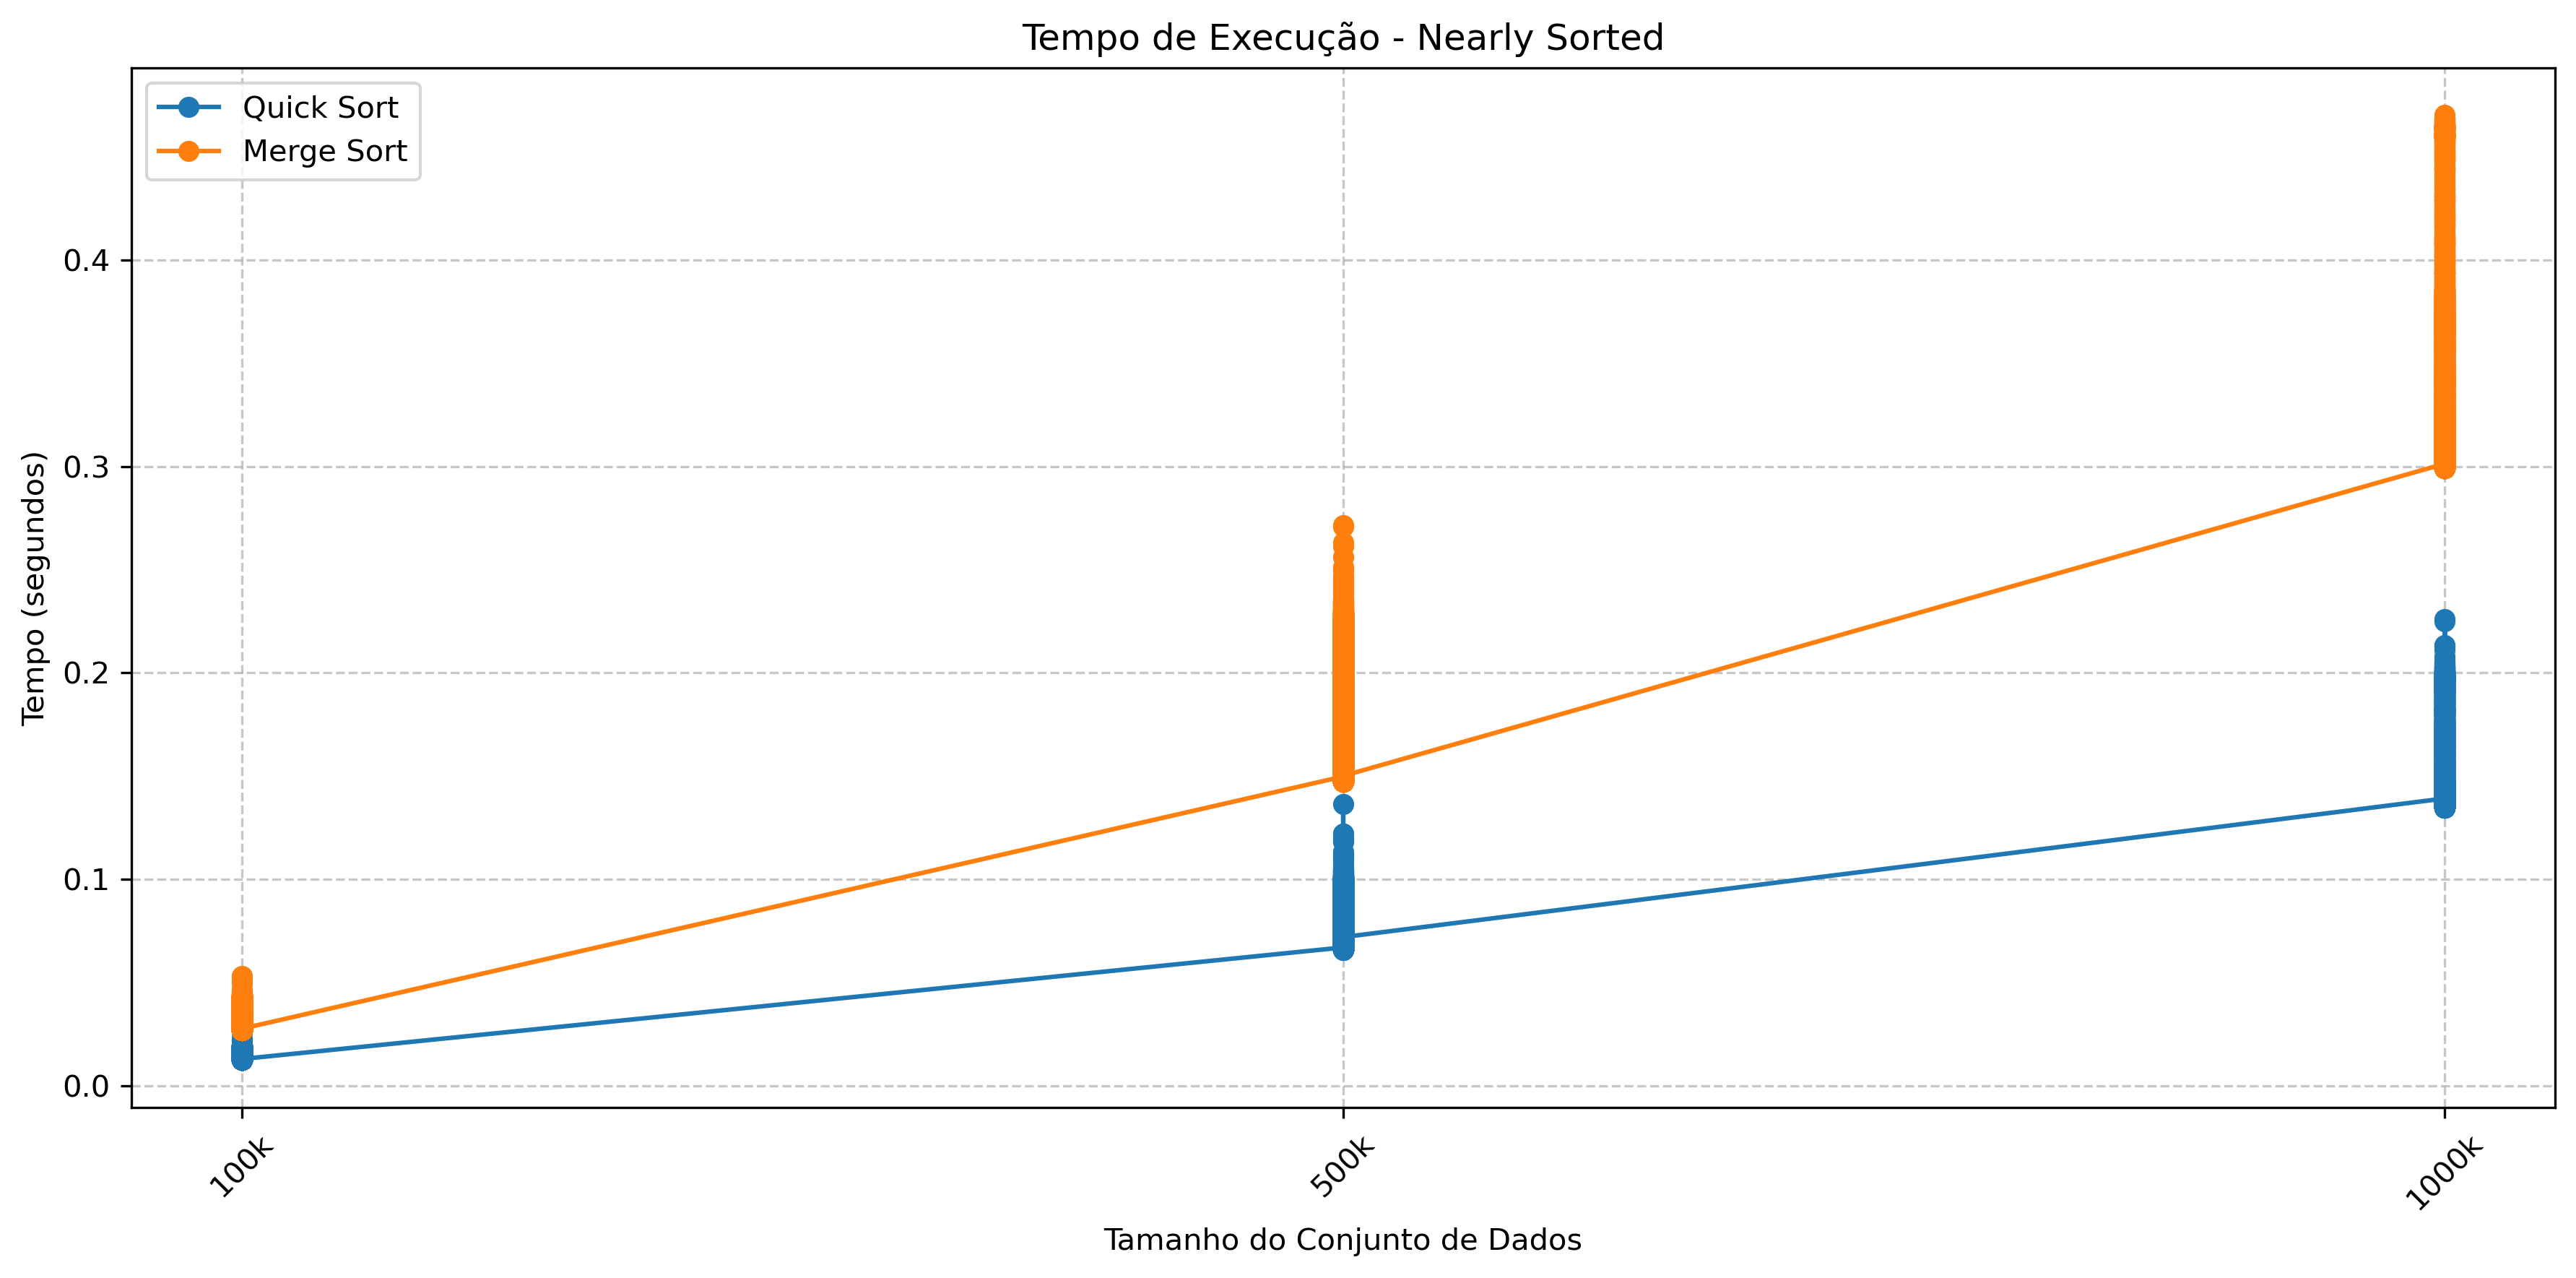 Tempo de Execução - Nearly Sorted
Quick Sort
Merge Sort
Tempo (segundos)
0.4
0.3
0.2
0.1
0.0
100k
500k
1000k
Tamanho do Conjunto de Dados